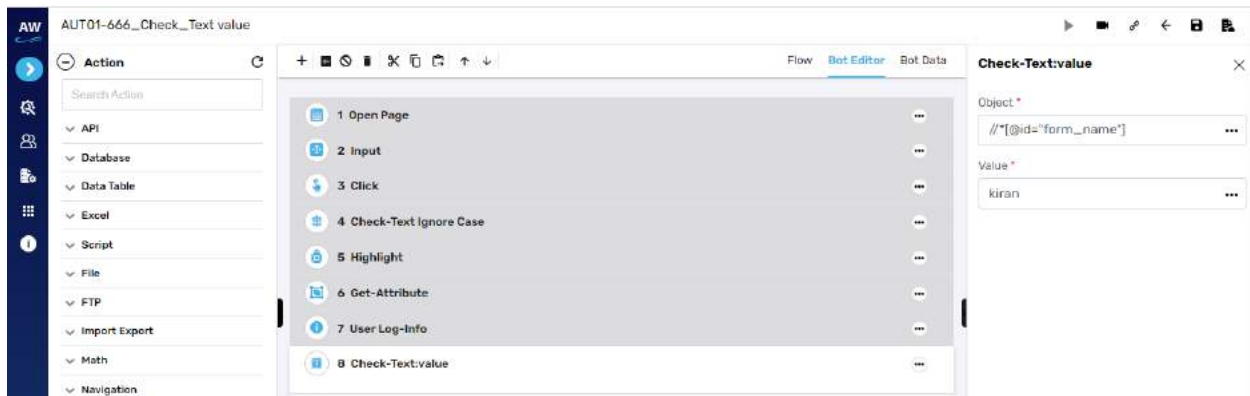 AW
AUT01-666_Check_Text value
Action
Search Action
API
Database
Data Table
Excel
Script
File
FTP
Import Export
Math
Navigation
Flow Bot Editor Bot Data
1 Open Page
2 Input
3 Click
4 Check-Text Ignore Case
5 Highlight
6 Get-Attribute
7 User Log-Info
8 Check-Text:value
Check-Text:value
Object *
//*[@id="form_name"]
Value *
kiran